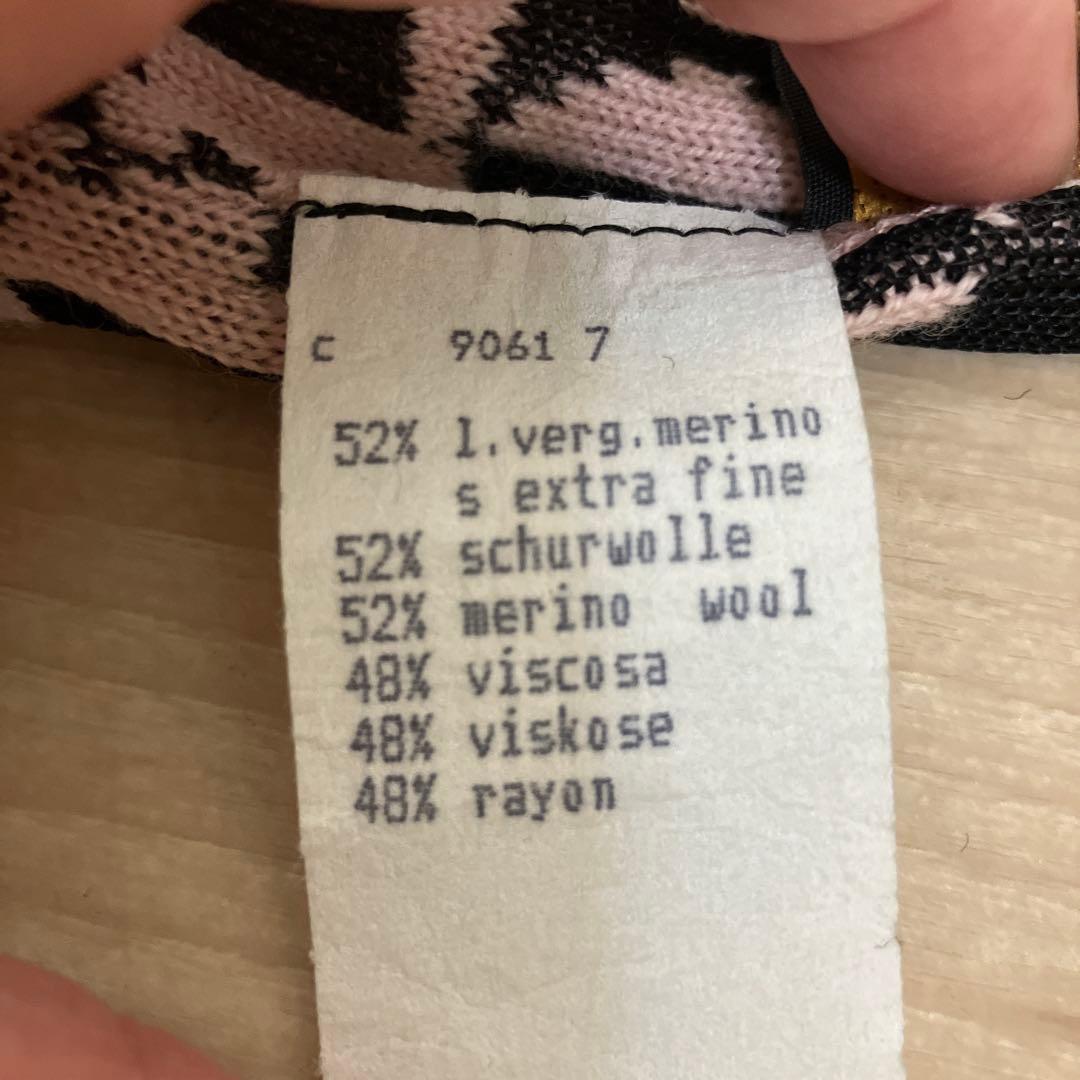 c 9061 7
52% l.verg.merino
s extra fine
52% schurwolle
52% merino wool
48% viscosa
48% viskose
48% rayon